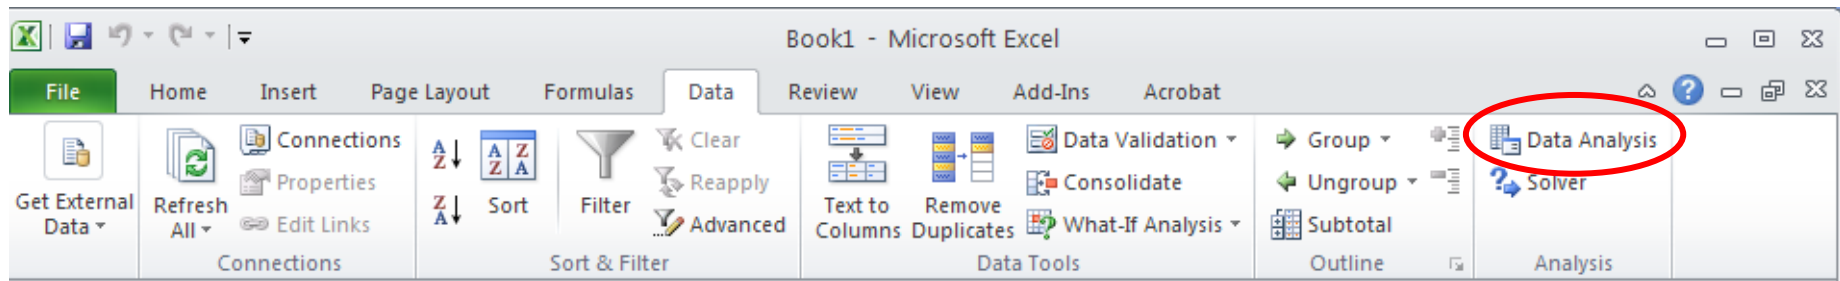 Book1 - Microsoft Excel
File Home Insert Page Layout Formulas Data Review View Add-Ins Acrobat
Get External
Data
Refresh
All
Connections
Properties
Edit Links
Connections
A
Z
Z
A
A Z
Z A
Sort
Filter
Clear
Reapply
Advanced
Sort & Filter
Text to
Columns
Remove
Duplicates
Data Validation
Consolidate
What-If Analysis
Data Tools
Group
Ungroup
Subtotal
Outline
Data Analysis
Solver
Analysis